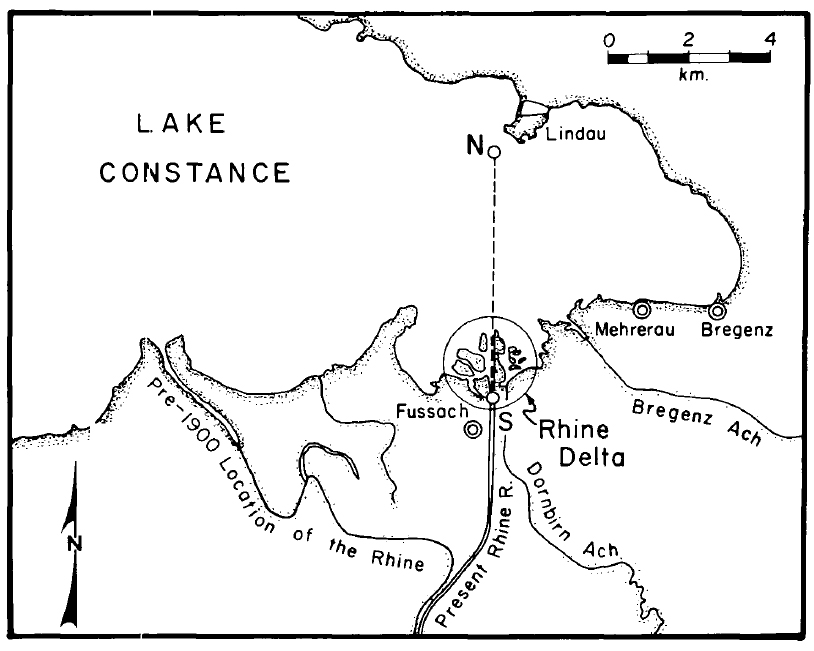 0 2 4
km.
LAKE
CONSTANCE
Lindau
N
Mehrerau
Bregenz
Pre-1900 Location of the Rhine
Fussach
S
Rhine
Delta
Bregenz Ach
Dornbirn Ach
Present Rhine R.
N